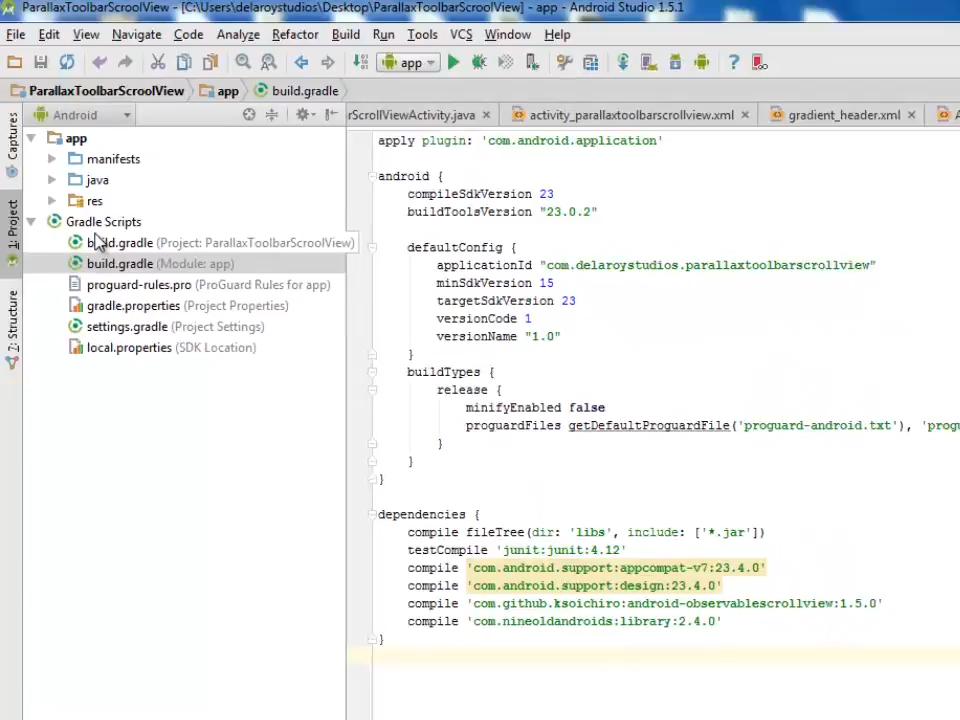 ParallaxToolbarScroolView - [C:\Users\delaroystudios\Desktop\ParallaxToolbarScroolView] - app - Android Studio 1.5.1
File Edit View Navigate Code Analyze Refactor Build Run Tools VCS Window Help
app
ParallaxToolbarScroolView app build.gradle
Android
rScrollViewActivity.java activity_parallaxtoolbarscrollview.xml gradient_header.xml
Captures
1: Project
7: Structure
app
manifests
java
res
Gradle Scripts
build.gradle (Project: ParallaxToolbarScroolView)
build.gradle (Module: app)
proguard-rules.pro (ProGuard Rules for app)
gradle.properties (Project Properties)
settings.gradle (Project Settings)
local.properties (SDK Location)
apply plugin: 'com.android.application'
android {
compileSdkVersion 23
buildToolsVersion "23.0.2"
defaultConfig {
applicationId "com.delaroystudios.parallaxtoolbarscrollview"
minSdkVersion 15
targetSdkVersion 23
versionCode 1
versionName "1.0"
}
buildTypes {
release {
minifyEnabled false
proguardFiles getDefaultProguardFile('proguard-android.txt'), 'prog
}
}
}
dependencies {
compile fileTree(dir: 'libs', include: ['*.jar'])
testCompile 'junit:junit:4.12'
compile 'com.android.support:appcompat-v7:23.4.0'
compile 'com.android.support:design:23.4.0'
compile 'com.github.ksoichiro:android-observablescrollview:1.5.0'
compile 'com.nineoldandroids:library:2.4.0'
}